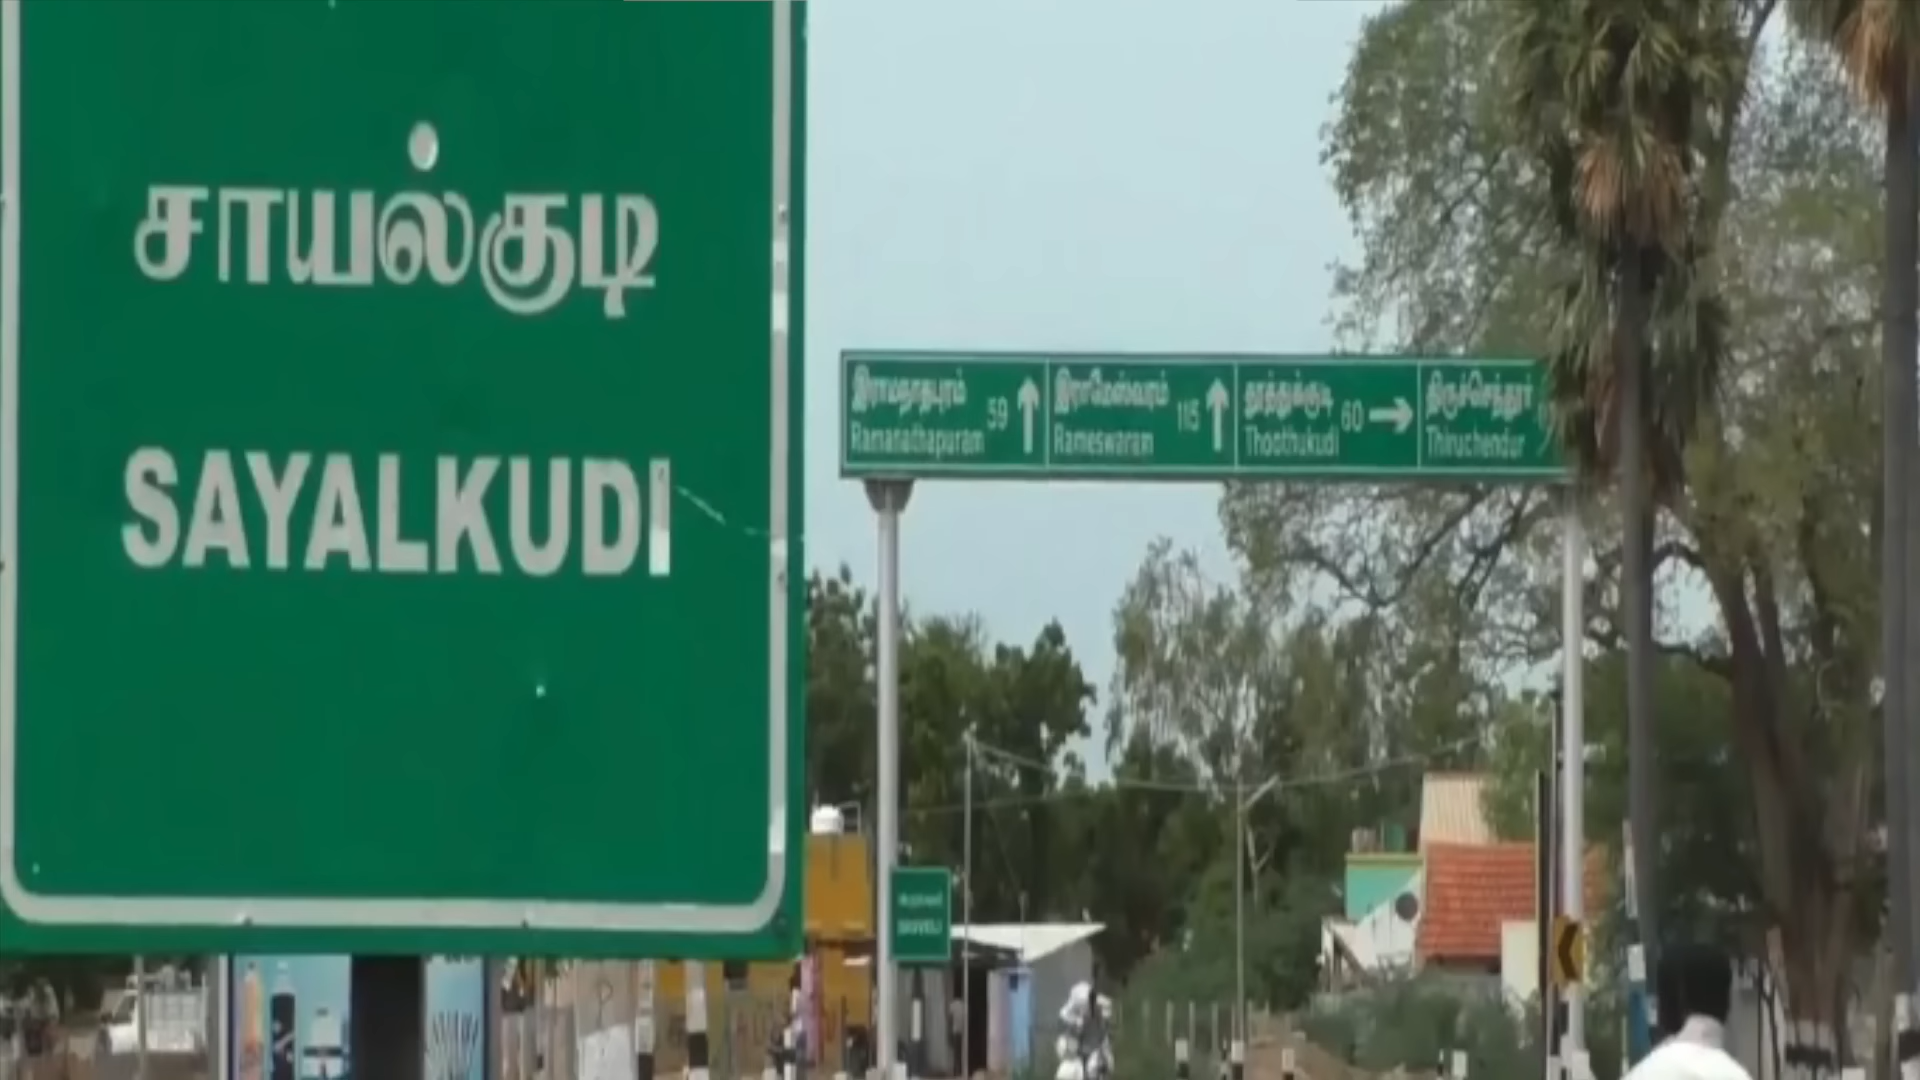 சாயல்குடி
SAYALKUDI
இராமநாதபுரம்
Ramanathapuram
59
இராமேஸ்வரம்
Rameswaram
115
தூத்துக்குடி
Thoothukudi
60
திருச்செந்தூர்
Thiruchendur